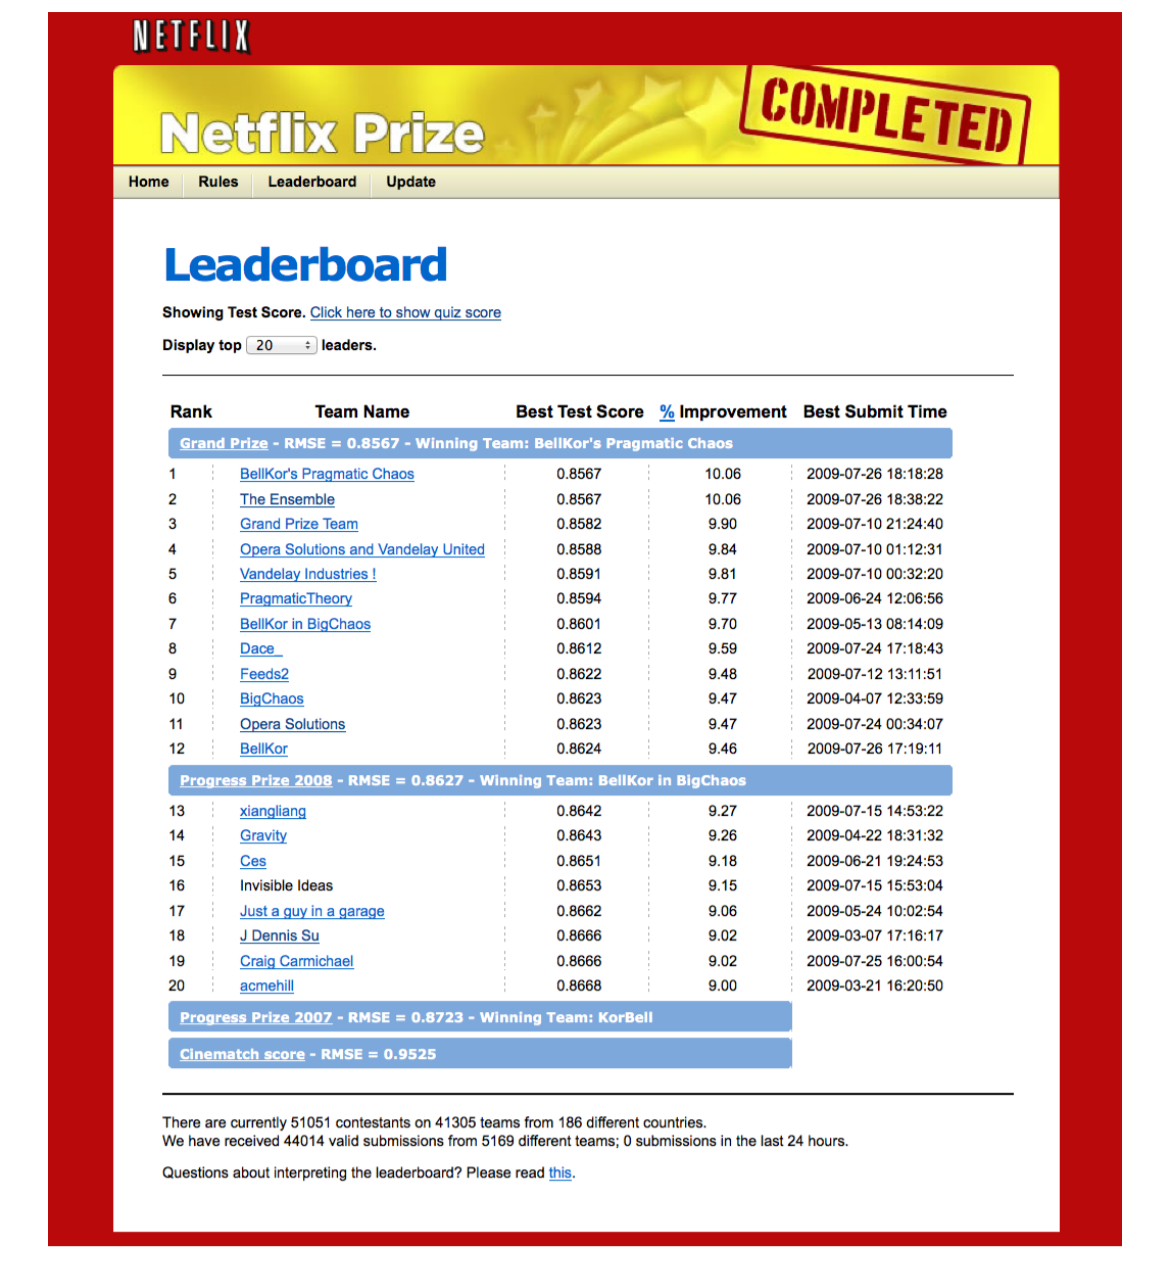 NETFLIX
Netflix Prize
COMPLETED
Home Rules Leaderboard Update
Leaderboard
Showing Test Score. Click here to show quiz score
Display top 20 leaders.
Rank Team Name Best Test Score % Improvement Best Submit Time
Grand Prize - RMSE = 0.8567 - Winning Team: BellKor's Pragmatic Chaos
1 BellKor's Pragmatic Chaos 0.8567 10.06 2009-07-26 18:18:28
2 The Ensemble 0.8567 10.06 2009-07-26 18:38:22
3 Grand Prize Team 0.8582 9.90 2009-07-10 21:24:40
4 Opera Solutions and Vandelay United 0.8588 9.84 2009-07-10 01:12:31
5 Vandelay Industries ! 0.8591 9.81 2009-07-10 00:32:20
6 PragmaticTheory 0.8594 9.77 2009-06-24 12:06:56
7 BellKor in BigChaos 0.8601 9.70 2009-05-13 08:14:09
8 Dace_ 0.8612 9.59 2009-07-24 17:18:43
9 Feeds2 0.8622 9.48 2009-07-12 13:11:51
10 BigChaos 0.8623 9.47 2009-04-07 12:33:59
11 Opera Solutions 0.8623 9.47 2009-07-24 00:34:07
12 BellKor 0.8624 9.46 2009-07-26 17:19:11
Progress Prize 2008 - RMSE = 0.8627 - Winning Team: BellKor in BigChaos
13 xiangliang 0.8642 9.27 2009-07-15 14:53:22
14 Gravity 0.8643 9.26 2009-04-22 18:31:32
15 Ces 0.8651 9.18 2009-06-21 19:24:53
16 Invisible Ideas 0.8653 9.15 2009-07-15 15:53:04
17 Just a guy in a garage 0.8662 9.06 2009-05-24 10:02:54
18 J Dennis Su 0.8666 9.02 2009-03-07 17:16:17
19 Craig Carmichael 0.8666 9.02 2009-07-25 16:00:54
20 acmehill 0.8668 9.00 2009-03-21 16:20:50
Progress Prize 2007 - RMSE = 0.8723 - Winning Team: KorBell
Cinematch score - RMSE = 0.9525
There are currently 51051 contestants on 41305 teams from 186 different countries.
We have received 44014 valid submissions from 5169 different teams; 0 submissions in the last 24 hours.
Questions about interpreting the leaderboard? Please read this.